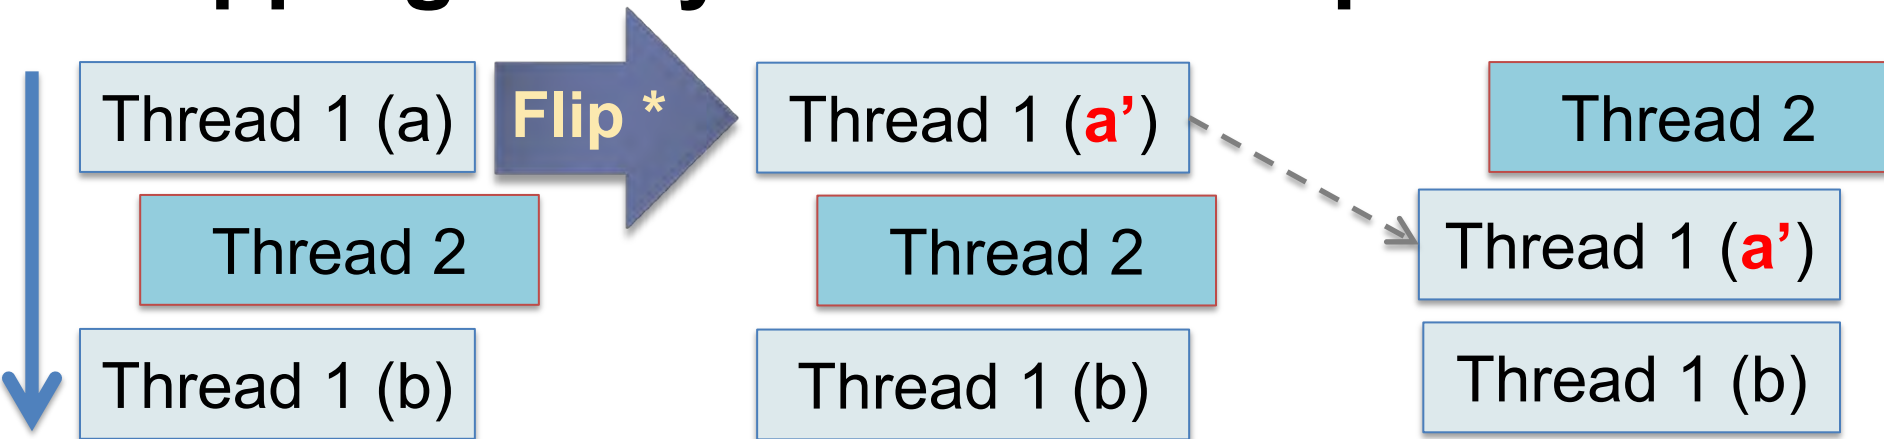 Thread 1 (a)
Flip *
Thread 1 (a’)
Thread 2
Thread 2
Thread 2
Thread 1 (a’)
Thread 1 (b)
Thread 1 (b)
Thread 1 (b)